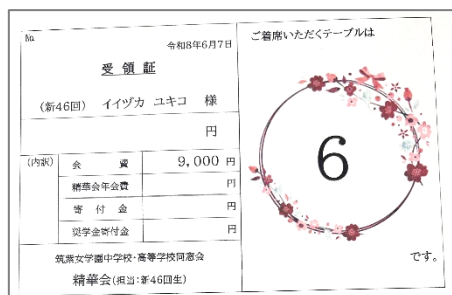 No.
令和8年6月7日
受領証
(新46回) イイヅカ ユキコ 様
円
(内訳) 会費 9,000 円
精華会年会費 円
寄付金 円
奨学金寄付金 円
筑紫女学園中学校・高等学校同窓会
精華会(担当:新46回生)
ご着席いただくテーブルは
6
です。